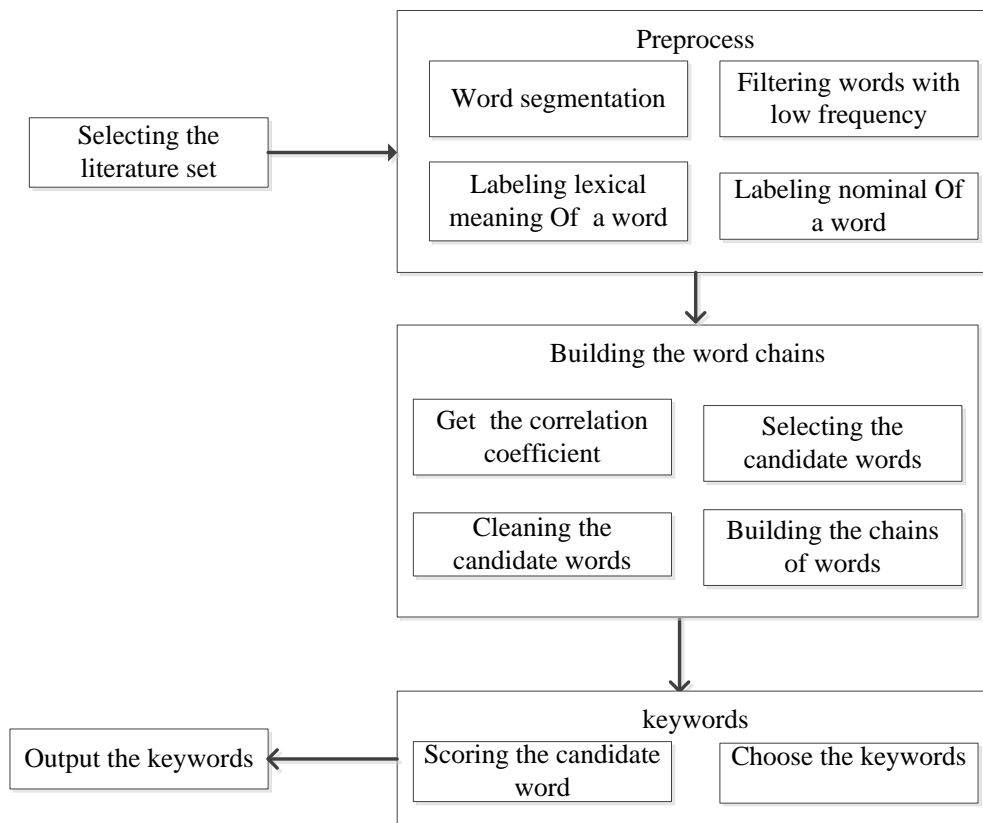 Selecting the
literature set
Preprocess
Word segmentation
Filtering words with
low frequency
Labeling lexical
meaning Of a word
Labeling nominal Of
a word
Building the word chains
Get the correlation
coefficient
Selecting the
candidate words
Cleaning the
candidate words
Building the chains
of words
keywords
Scoring the candidate
word
Choose the keywords
Output the keywords